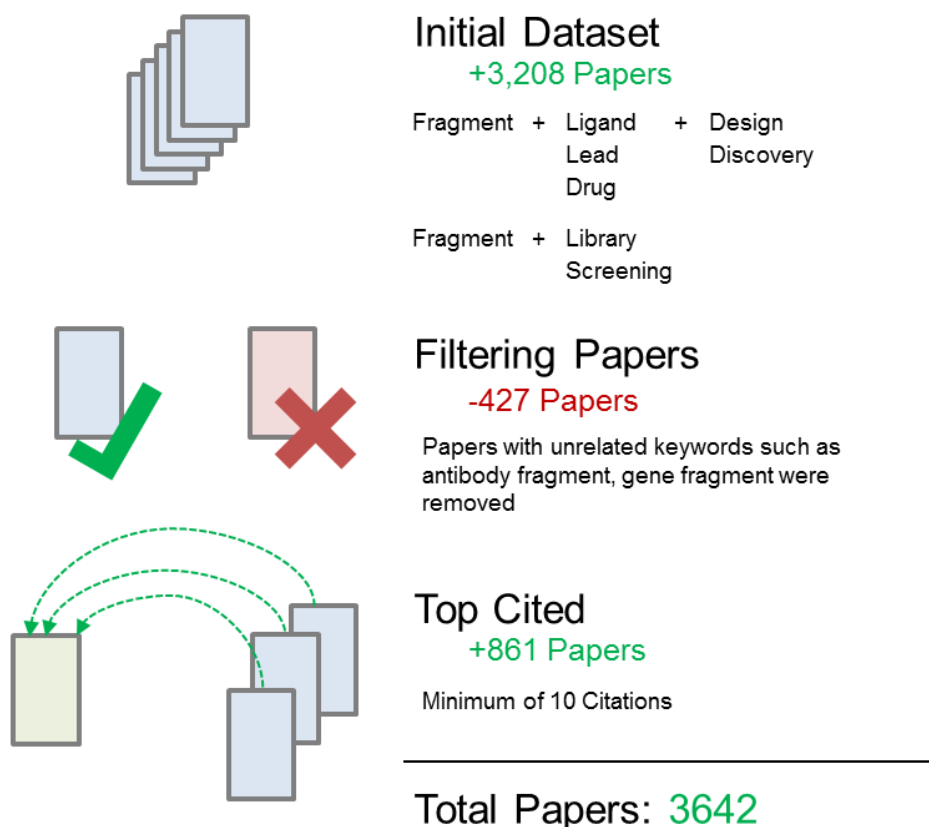 Initial Dataset
+3,208 Papers
Fragment + Ligand + Design
Lead Discovery
Drug
Fragment + Library
Screening
Filtering Papers
-427 Papers
Papers with unrelated keywords such as
antibody fragment, gene fragment were
removed
Top Cited
+861 Papers
Minimum of 10 Citations
Total Papers: 3642